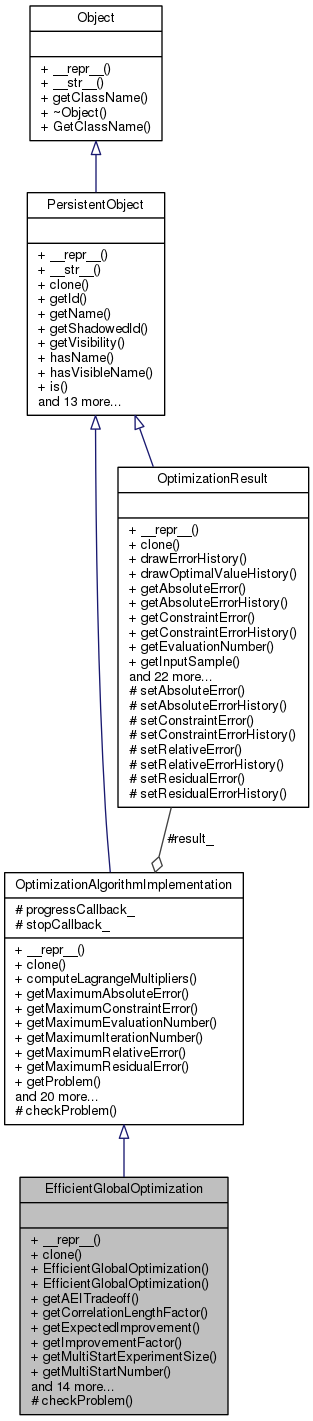 Object
+ __repr__()
+ __str__()
+ getClassName()
+ ~Object()
+ GetClassName()
PersistentObject
+ __repr__()
+ __str__()
+ clone()
+ getId()
+ getName()
+ getShadowedId()
+ getVisibility()
+ hasName()
+ hasVisibleName()
+ is()
and 13 more...
OptimizationResult
+ __repr__()
+ clone()
+ drawErrorHistory()
+ drawOptimalValueHistory()
+ getAbsoluteError()
+ getAbsoluteErrorHistory()
+ getConstraintError()
+ getConstraintErrorHistory()
+ getEvaluationNumber()
+ getInputSample()
and 22 more...
# setAbsoluteError()
# setAbsoluteErrorHistory()
# setConstraintError()
# setConstraintErrorHistory()
# setRelativeError()
# setRelativeErrorHistory()
# setResidualError()
# setResidualErrorHistory()
#result_
OptimizationAlgorithmImplementation
# progressCallback_
# stopCallback_
+ __repr__()
+ clone()
+ computeLagrangeMultipliers()
+ getMaximumAbsoluteError()
+ getMaximumConstraintError()
+ getMaximumEvaluationNumber()
+ getMaximumIterationNumber()
+ getMaximumRelativeError()
+ getMaximumResidualError()
+ getProblem()
and 20 more...
# checkProblem()
EfficientGlobalOptimization
+ __repr__()
+ clone()
+ EfficientGlobalOptimization()
+ EfficientGlobalOptimization()
+ getAEITradeoff()
+ getCorrelationLengthFactor()
+ getExpectedImprovement()
+ getImprovementFactor()
+ getMultiStartExperimentSize()
+ getMultiStartNumber()
and 14 more...
# checkProblem()